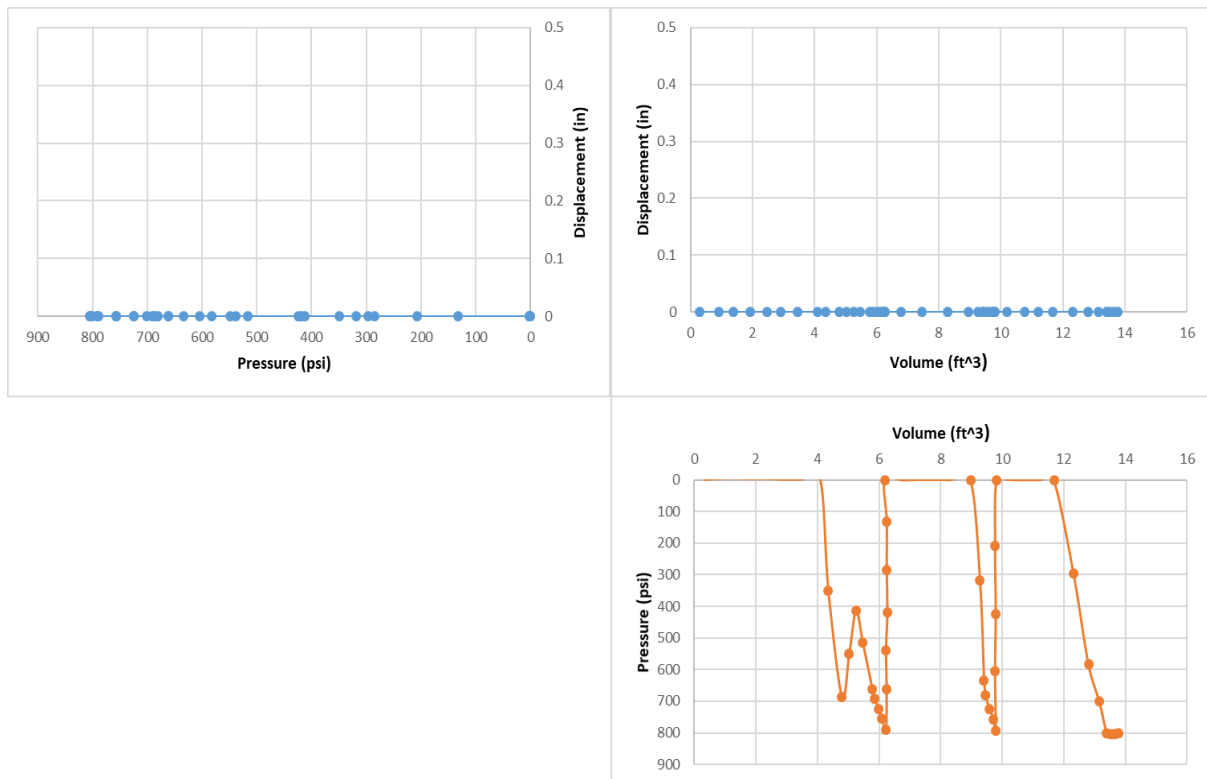 0.5
0.4
0.3
0.2
0.1
0
Displacement (in)
900 800 700 600 500 400 300 200 100 0
Pressure (psi)
0.5
0.4
0.3
0.2
0.1
0
Displacement (in)
0 2 4 6 8 10 12 14 16
Volume (ft^3)
Volume (ft^3)
0 2 4 6 8 10 12 14 16
0
100
200
300
400
500
600
700
800
900
Pressure (psi)